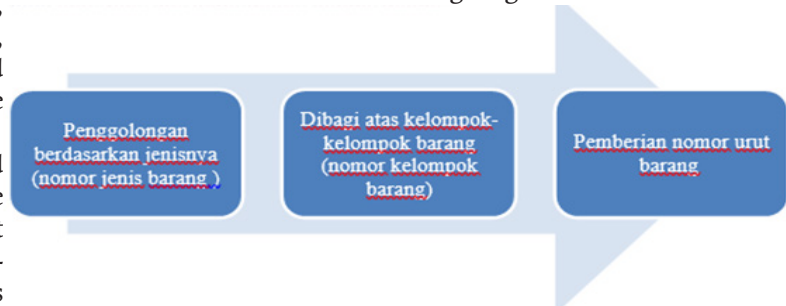 Penggolongan
berdasarkan jenisnya
(nomor jenis barang )
Dibagi atas kelompok-
kelompok barang
(nomor kelompok
barang)
Pemberian nomor urut
barang